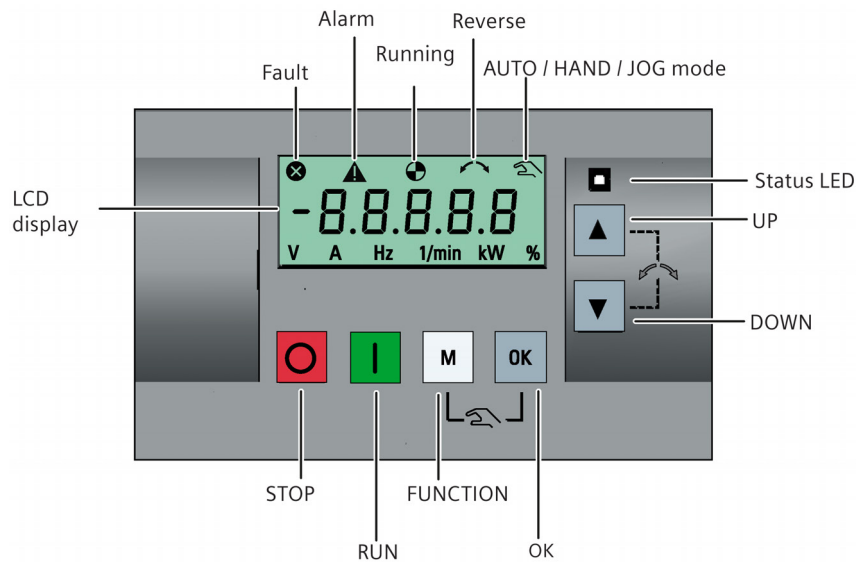 Alarm
Reverse
Running
Fault
AUTO / HAND / JOG mode
LCD
display
-8.8.8.8.8
V A Hz 1/min kW %
Status LED
UP
DOWN
M OK
STOP
FUNCTION
RUN
OK